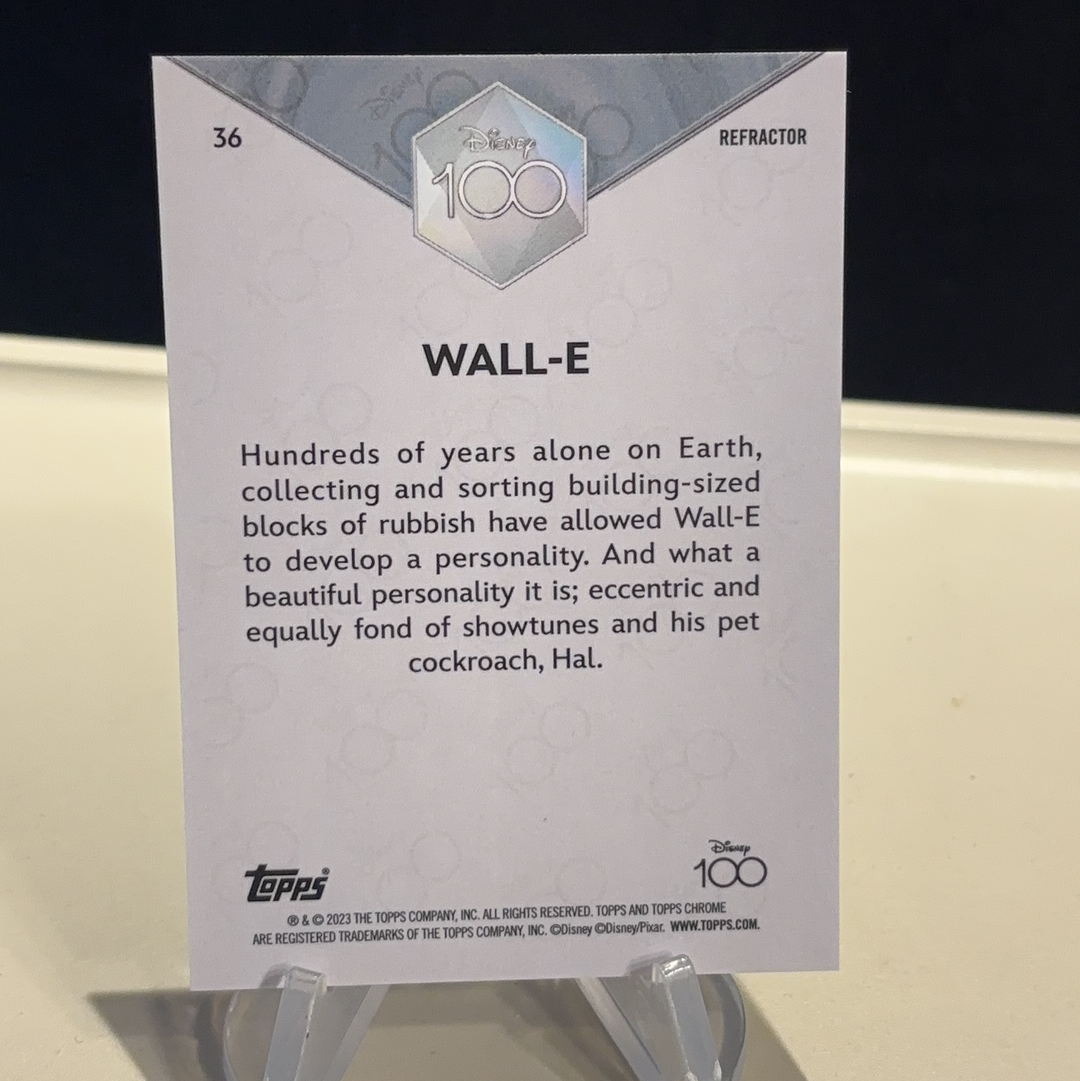 36
REFRACTOR
Disney
100
WALL-E
Hundreds of years alone on Earth,
collecting and sorting building-sized
blocks of rubbish have allowed Wall-E
to develop a personality. And what a
beautiful personality it is; eccentric and
equally fond of showtunes and his pet
cockroach, Hal.
Topps®
Disney
100
® & © 2023 THE TOPPS COMPANY, INC. ALL RIGHTS RESERVED. TOPPS AND TOPPS CHROME
ARE REGISTERED TRADEMARKS OF THE TOPPS COMPANY, INC. ©Disney ©Disney/Pixar. WWW.TOPPS.COM.